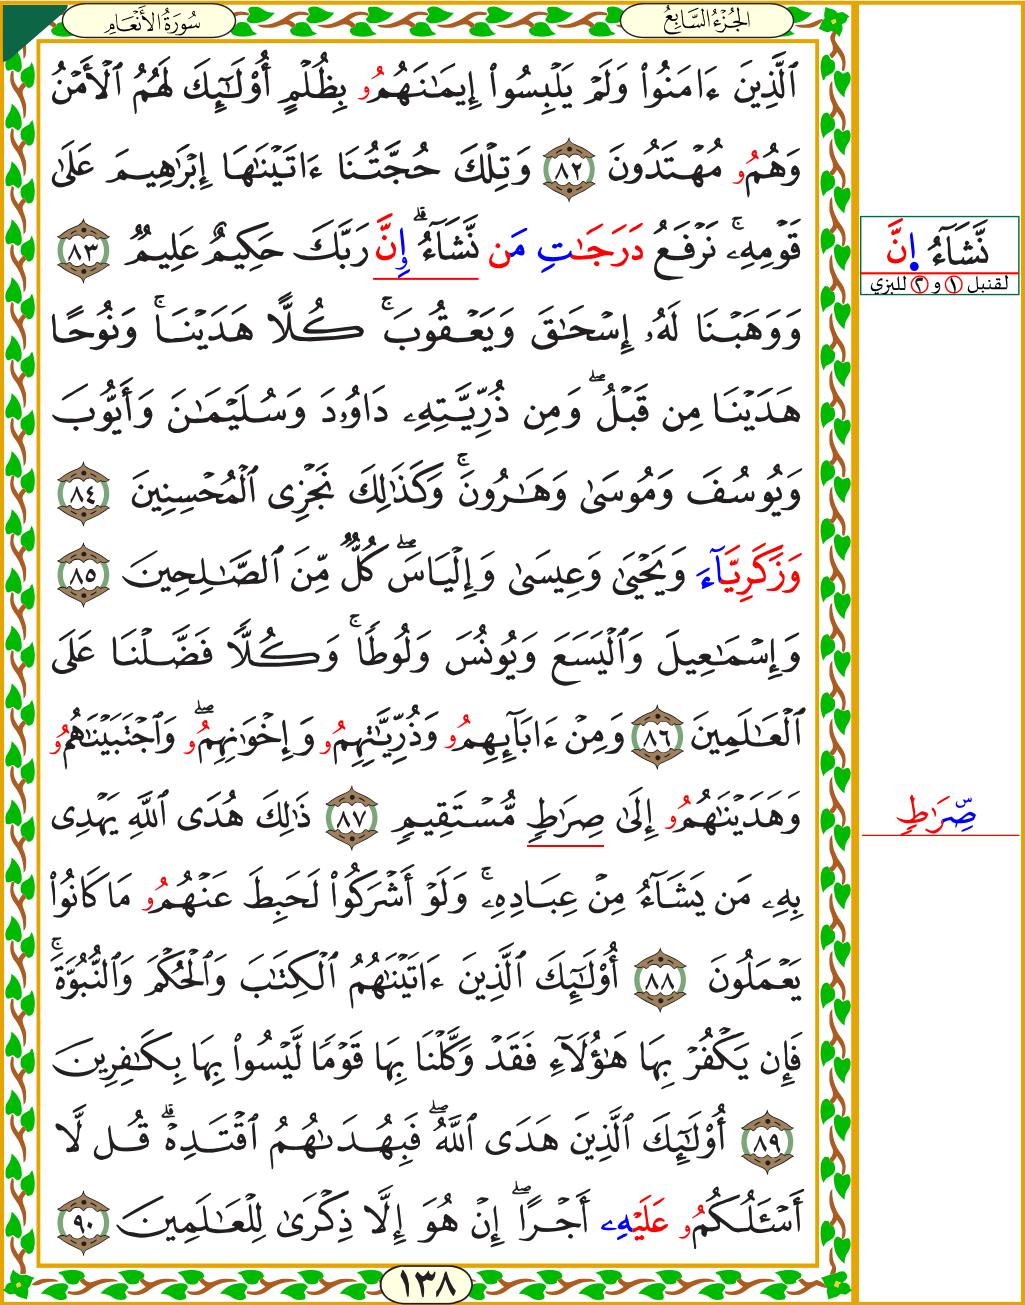 سُورَةُ الأَنْعَامِ
الجُزْءُ السَّابِعُ
ٱلَّذِينَ ءَامَنُواْ وَلَمْ يَلْبِسُواْ إِيمَٰنَهُمُۥ بِظُلْمٍ أُوْلَٰٓئِكَ لَهُمُ ٱلْأَمْنُ
وَهُمُۥ مُهْتَدُونَ ٨٢ وَتِلْكَ حُجَّتُنَا ءَاتَيْنَٰهَا إِبْرَٰهِيمَ عَلَىٰ
قَوْمِهِۦۚ نَرْفَعُ دَرَجَٰتِ مَن نَّشَآءُۗ إِنَّ رَبَّكَ حَكِيمٌ عَلِيمٌ ٨٣
نَّشَآءُ إِنَّ
لقنبل ١ و ٢ للبزي
وَوَهَبْنَا لَهُۥ إِسْحَٰقَ وَيَعْقُوبَۚ كُلًّا هَدَيْنَاۚ وَنُوحًا
هَدَيْنَا مِن قَبْلُۖ وَمِن ذُرِّيَّتِهِۦ دَاوُۥدَ وَسُلَيْمَٰنَ وَأَيُّوبَ
وَيُوسُفَ وَمُوسَىٰ وَهَٰرُونَۚ وَكَذَٰلِكَ نَجْزِى ٱلْمُحْسِنِينَ ٨٤
وَزَكَرِيَّآءَ وَيَحْيَىٰ وَعِيسَىٰ وَإِلْيَاسَۖ كُلٌّ مِّنَ ٱلصَّٰلِحِينَ ٨٥
وَإِسْمَٰعِيلَ وَٱلْيَسَعَ وَيُونُسَ وَلُوطًاۚ وَكُلًّا فَضَّلْنَا عَلَى
ٱلْعَٰلَمِينَ ٨٦ وَمِنْ ءَابَآئِهِمُۥ وَذُرِّيَّٰتِهِمُۥ وَإِخْوَٰنِهِمُۥۖ وَٱجْتَبَيْنَٰهُمُۥ
وَهَدَيْنَٰهُمُۥ إِلَىٰ صِرَٰطٍ مُّسْتَقِيمٍ ٨٧ ذَٰلِكَ هُدَى ٱللَّهِ يَهْدِى
صِرَٰطٍ
بِهِۦ مَن يَشَآءُ مِنْ عِبَادِهِۦۚ وَلَوْ أَشْرَكُواْ لَحَبِطَ عَنْهُمُۥ مَا كَانُواْ
يَعْمَلُونَ ٨٨ أُوْلَٰٓئِكَ ٱلَّذِينَ ءَاتَيْنَٰهُمُ ٱلْكِتَٰبَ وَٱلْحُكْمَ وَٱلنُّبُوَّةَۚ
فَإِن يَكْفُرْ بِهَا هَٰٓؤُلَآءِ فَقَدْ وَكَّلْنَا بِهَا قَوْمًا لَّيْسُواْ بِهَا بِكَٰفِرِينَ
٨٩ أُوْلَٰٓئِكَ ٱلَّذِينَ هَدَى ٱللَّهُۖ فَبِهُدَىٰهُمُ ٱقْتَدِهْۗ قُل لَّا
أَسْـَٔلُكُمُۥ عَلَيْهِۦ أَجْرًاۖ إِنْ هُوَ إِلَّا ذِكْرَىٰ لِلْعَٰلَمِينَ ٩٠
١٣٨